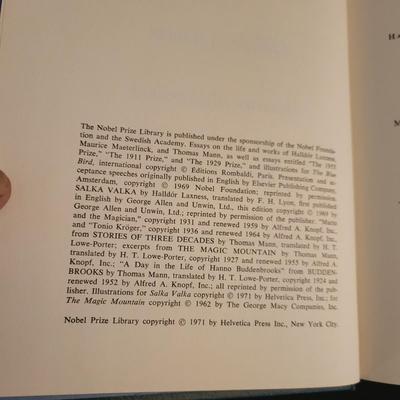 The Nobel Prize Library is published under the sponsorship of the Nobel Founda-
tion and the Swedish Academy. Essays on the life and works of Halldór Laxness,
Maurice Maeterlinck, and Thomas Mann, as well as essays entitled "The 1955
Prize," "The 1911 Prize," and "The 1929 Prize," and illustrations for The Blue
Bird, international copyright © Éditions Rombaldi, Paris. Presentation and ac-
ceptance speeches originally published in English by Elsevier Publishing Company,
Amsterdam, copyright © 1969 Nobel Foundation; reprinted by permission.
SALKA VALKA by Halldór Laxness, translated by F. H. Lyon, first published
in English by George Allen and Unwin, Ltd., this edition copyright © 1969 by
George Allen and Unwin, Ltd.; reprinted by permission of the publisher. "Mario
and the Magician," copyright 1931 and renewed 1959 by Alfred A. Knopf, Inc.,
and "Tonio Kröger," copyright 1936 and renewed 1964 by Alfred A. Knopf, Inc.,
from STORIES OF THREE DECADES by Thomas Mann, translated by H. T.
Lowe-Porter; excerpts from THE MAGIC MOUNTAIN by Thomas Mann,
translated by H. T. Lowe-Porter, copyright 1927 and 1955 by Alfred A.
Knopf, Inc.; "A Day in the Life of Hanno Buddenbrooks" from BUDDEN-
BROOKS by Thomas Mann, translated by H. T. Lowe-Porter, copyright 1924 and
renewed 1952 by Alfred A. Knopf, Inc.; all reprinted by permission of the pub-
lisher. Illustrations for Salka Valka copyright © 1971 by Helvetica Press Inc.; for
The Magic Mountain copyright © 1962 by The George Macy Companies, Inc.
Nobel Prize Library copyright © 1971 by Helvetica Press Inc., New York City.
HA
M